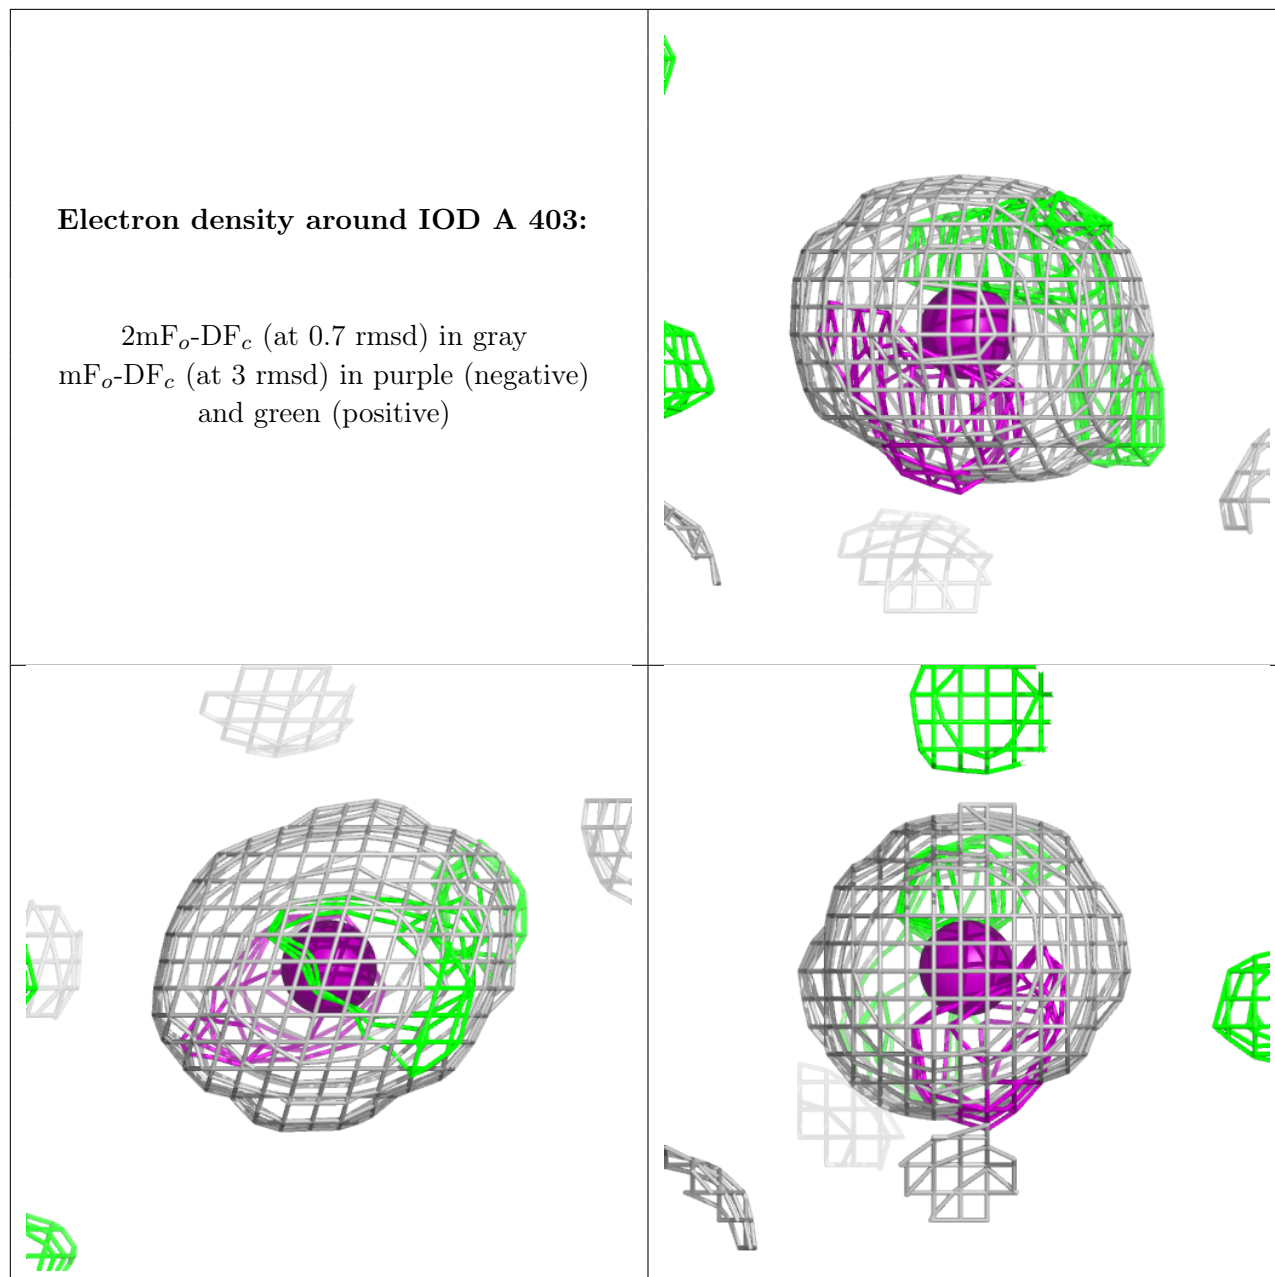 Electron density around IOD A 403:
2mFo-DFc (at 0.7 rmsd) in gray
mFo-DFc (at 3 rmsd) in purple (negative)
and green (positive)